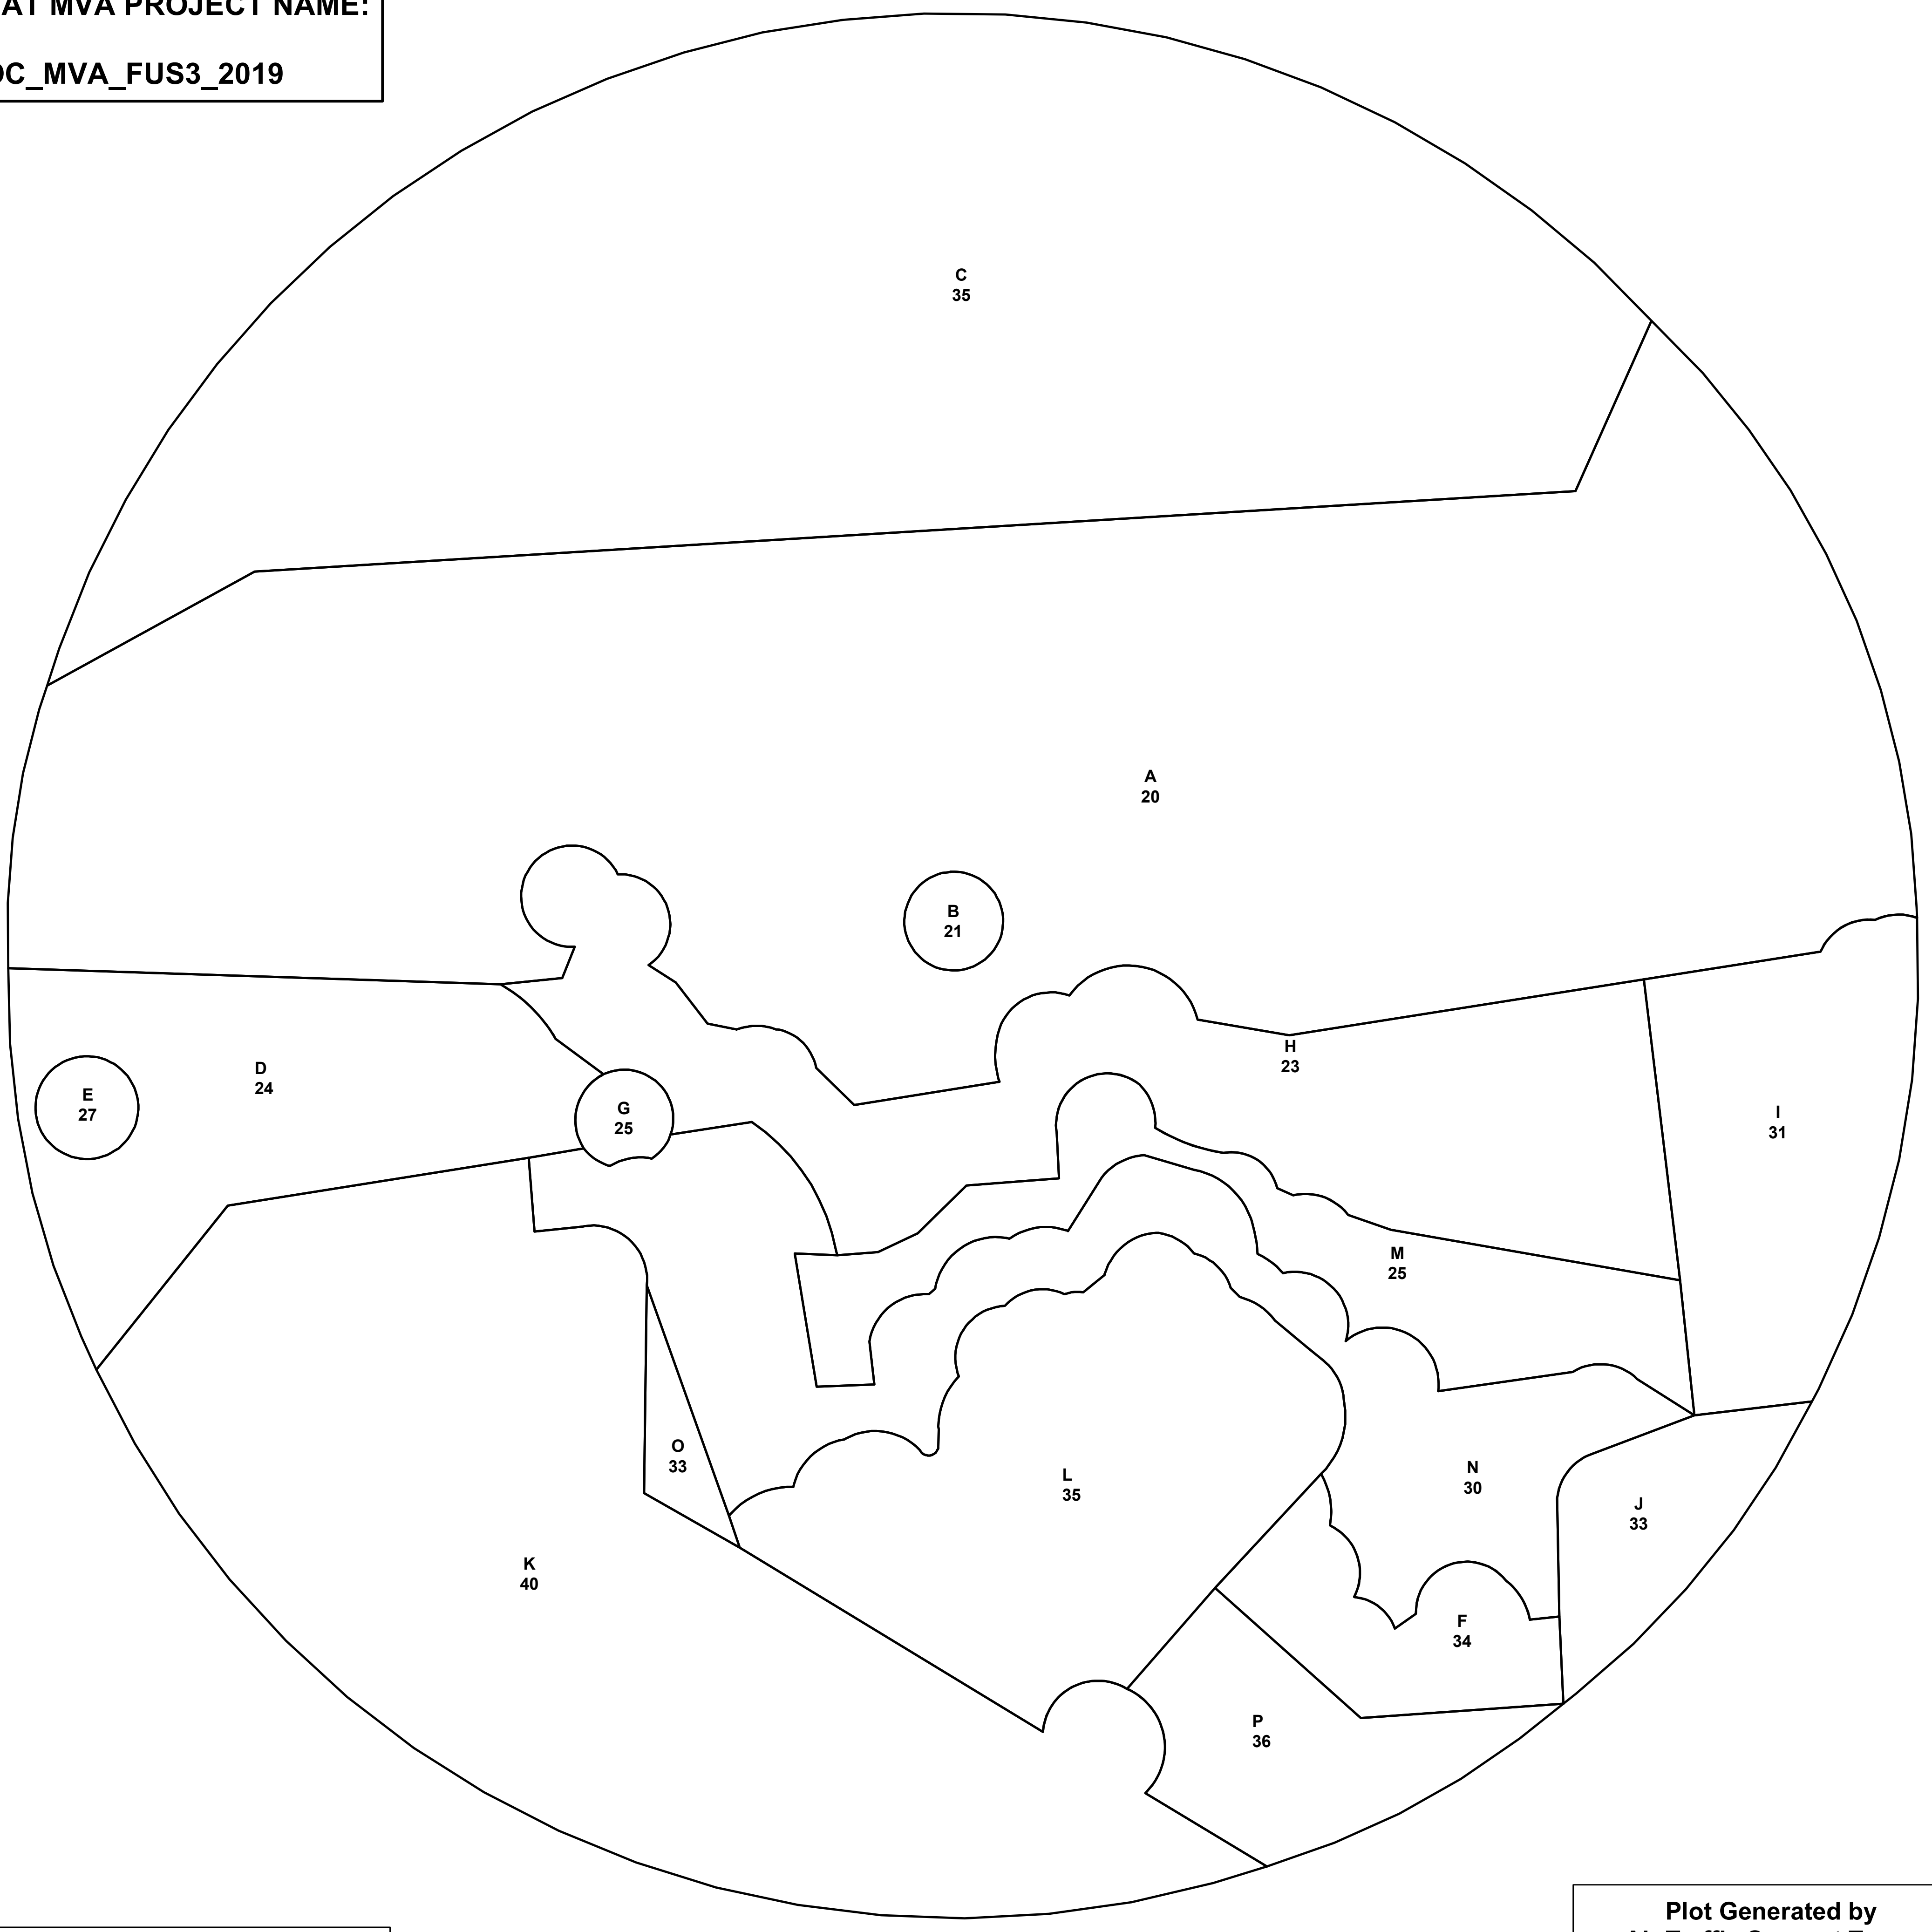 AT MVA PROJECT NAME:
_MVA_FUS3_2019
C
35
A
20
B
21
H
23
D
24
E
27
G
25
I
31
M
25
O
33
L
35
N
30
J
33
K
40
F
34
P
36
Plot Generated by